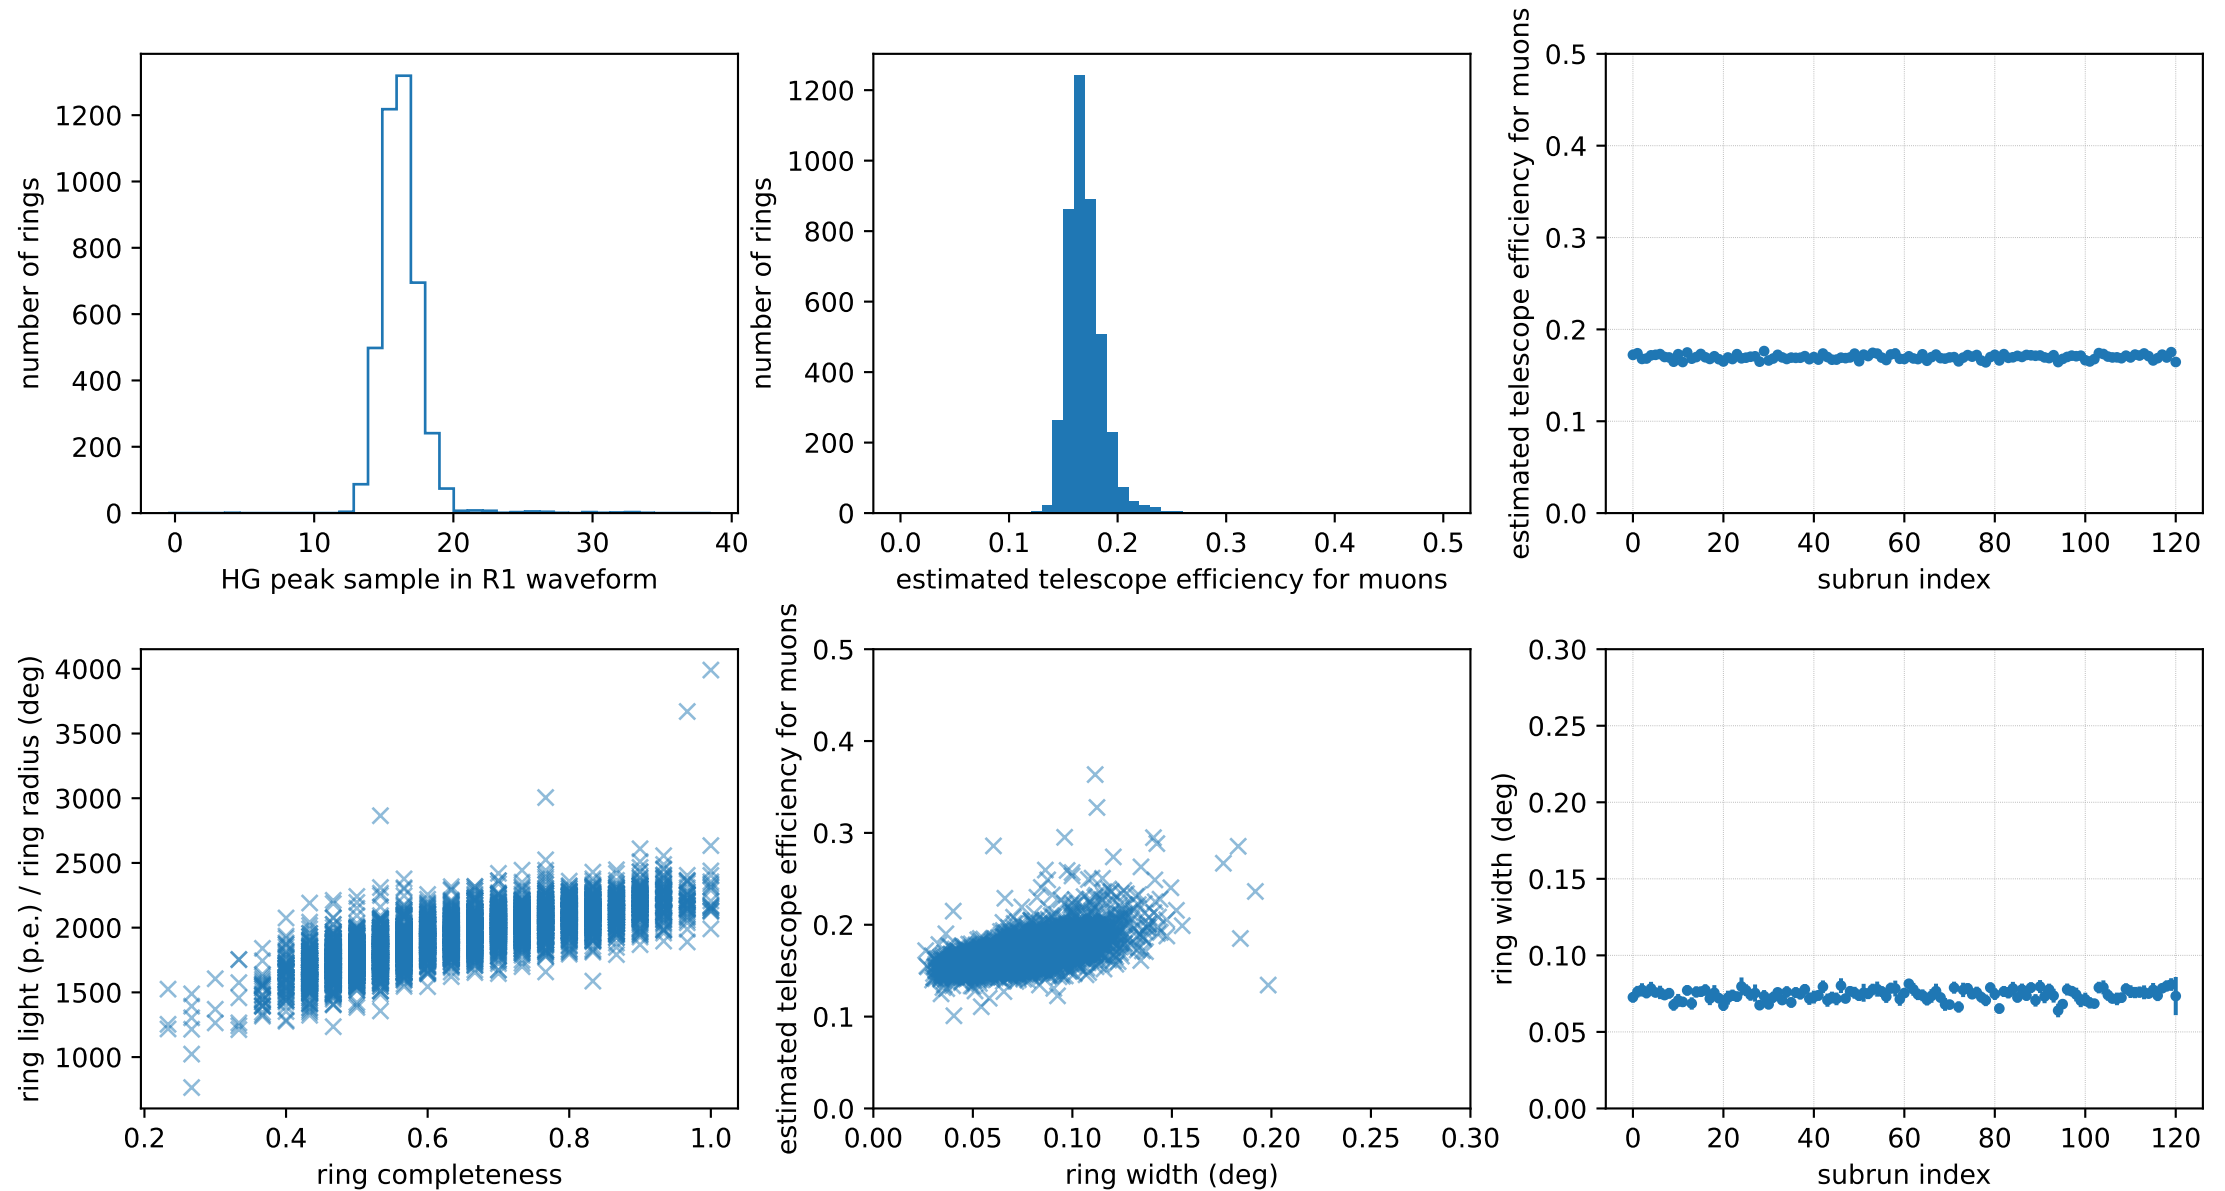 number of rings
1200
1000
800
600
400
200
0
0 10 20 30 40
HG peak sample in R1 waveform
number of rings
1200
1000
800
600
400
200
0
0.0 0.1 0.2 0.3 0.4 0.5
estimated telescope efficiency for muons
estimated telescope efficiency for muons
0.5
0.4
0.3
0.2
0.1
0.0
0 20 40 60 80 100 120
subrun index
ring light (p.e.) / ring radius (deg)
4000
3500
3000
2500
2000
1500
1000
0.2 0.4 0.6 0.8 1.0
ring completeness
estimated telescope efficiency for muons
0.5
0.4
0.3
0.2
0.1
0.0
0.00 0.05 0.10 0.15 0.20 0.25 0.30
ring width (deg)
ring width (deg)
0.30
0.25
0.20
0.15
0.10
0.05
0.00
0 20 40 60 80 100 120
subrun index